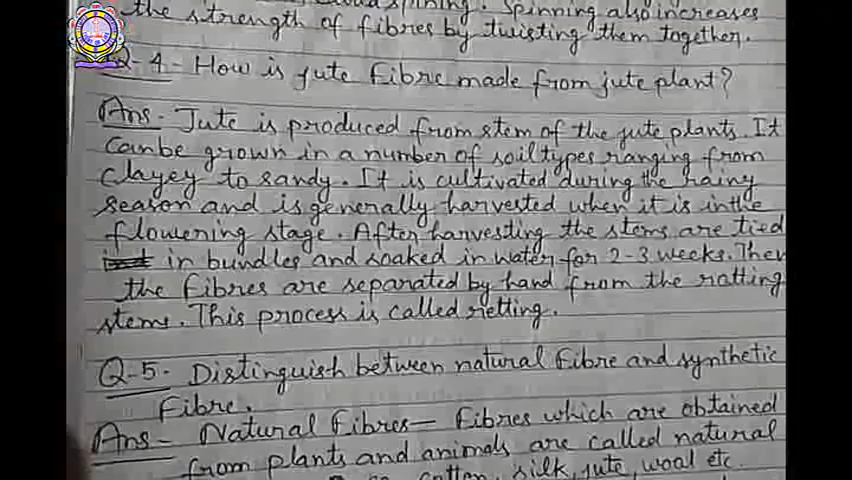 spining. Spinning also increases
the strength of fibres by twisting them together.
Q-4- How is jute fibre made from jute plant?
Ans- Jute is produced from stem of the jute plants. It
can be grown in a number of soil types ranging from
clayey to sandy. It is cultivated during the rainy
season and is generally harvested when it is in the
flowering stage. After harvesting the stems are tied
in bundles and soaked in water for 2-3 weeks. Then
the fibres are separated by hand from the rotting
stems. This process is called retting.
Q-5- Distinguish between natural fibre and synthetic
Fibre.
Ans- Natural Fibres- Fibres which are obtained
from plants and animals are called natural
cotton, silk, jute, woal etc.